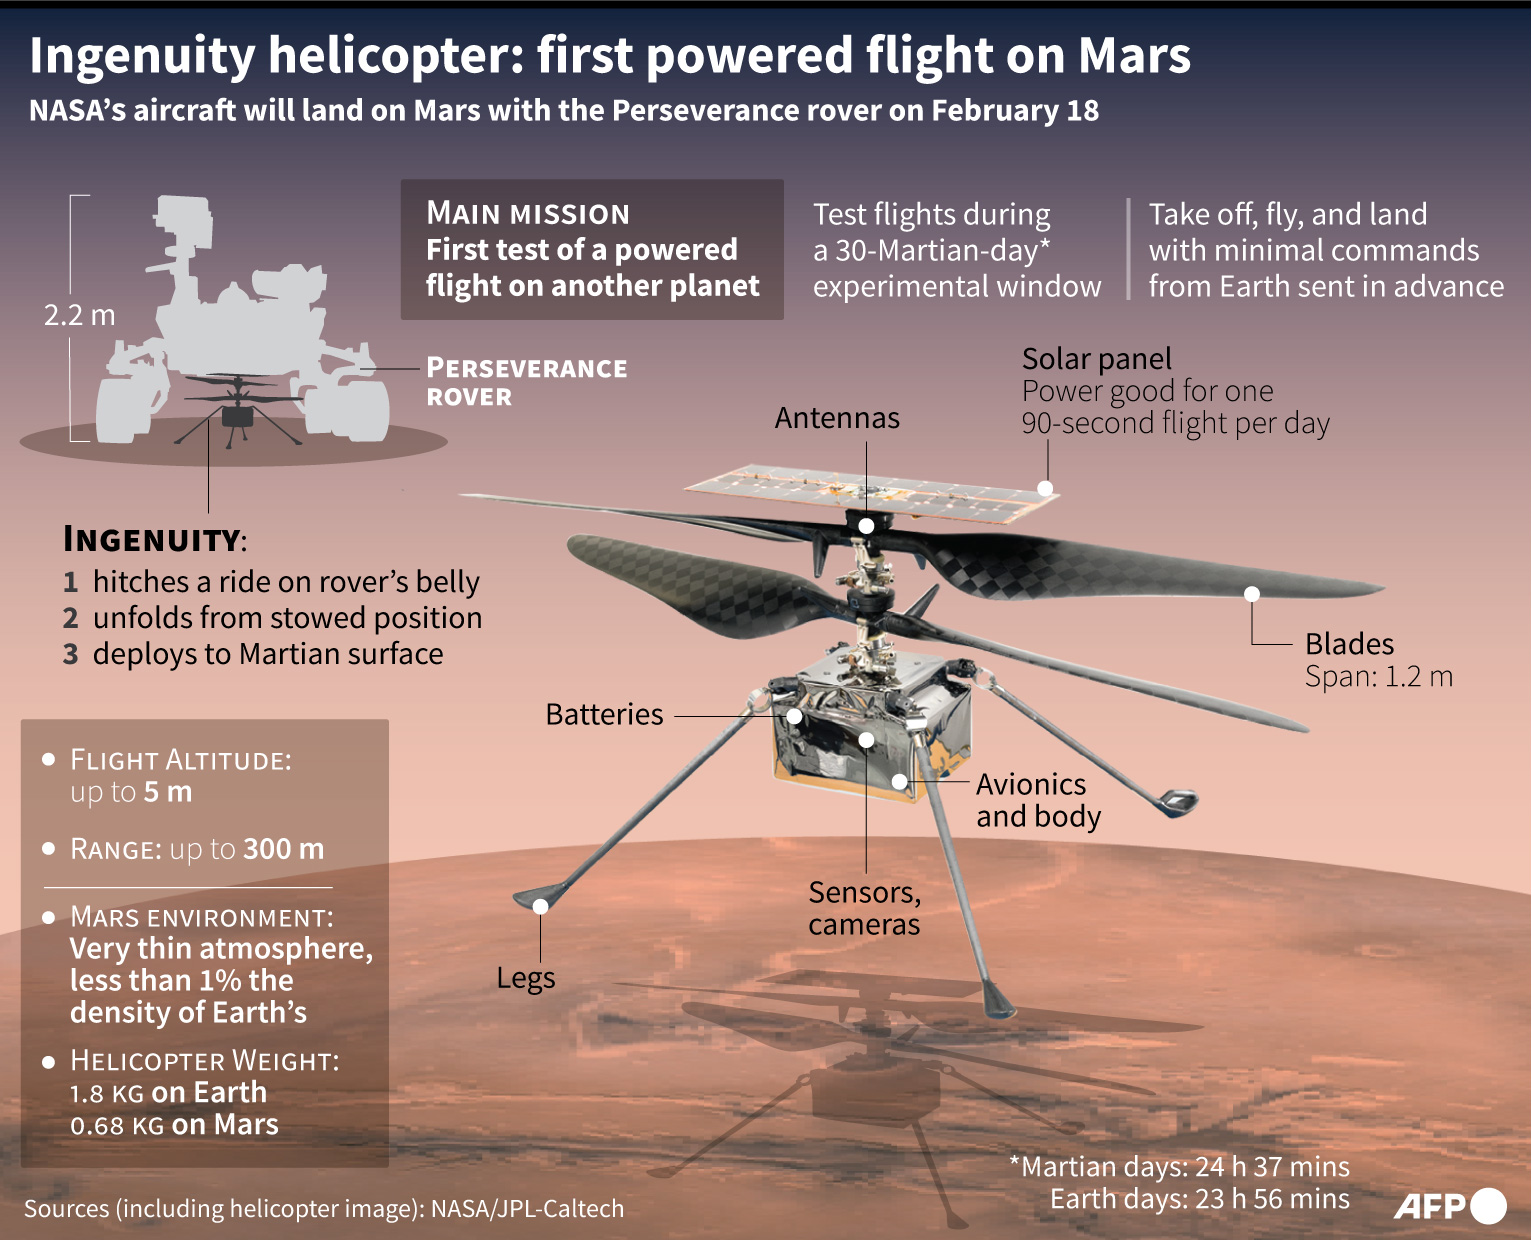 Ingenuity helicopter: first powered flight on Mars
NASA's aircraft will land on Mars with the Perseverance rover on February 18
2.2 m
MAIN MISSION
First test of a powered
flight on another planet
Test flights during
a 30-Martian-day*
experimental window
Take off, fly, and land
with minimal commands
from Earth sent in advance
PERSEVERANCE
ROVER
INGENUITY:
1 hitches a ride on rover's belly
2 unfolds from stowed position
3 deploys to Martian surface
Antennas
Solar panel
Power good for one
90-second flight per day
Blades
Span: 1.2 m
Batteries
Avionics
and body
Sensors,
cameras
Legs
• FLIGHT ALTITUDE:
up to 5 m
• RANGE: up to 300 m
• MARS ENVIRONMENT:
Very thin atmosphere,
less than 1% the
density of Earth's
• HELICOPTER WEIGHT:
1.8 KG on Earth
0.68 KG on Mars
*Martian days: 24 h 37 mins
Earth days: 23 h 56 mins
Sources (including helicopter image): NASA/JPL-Caltech
AFP